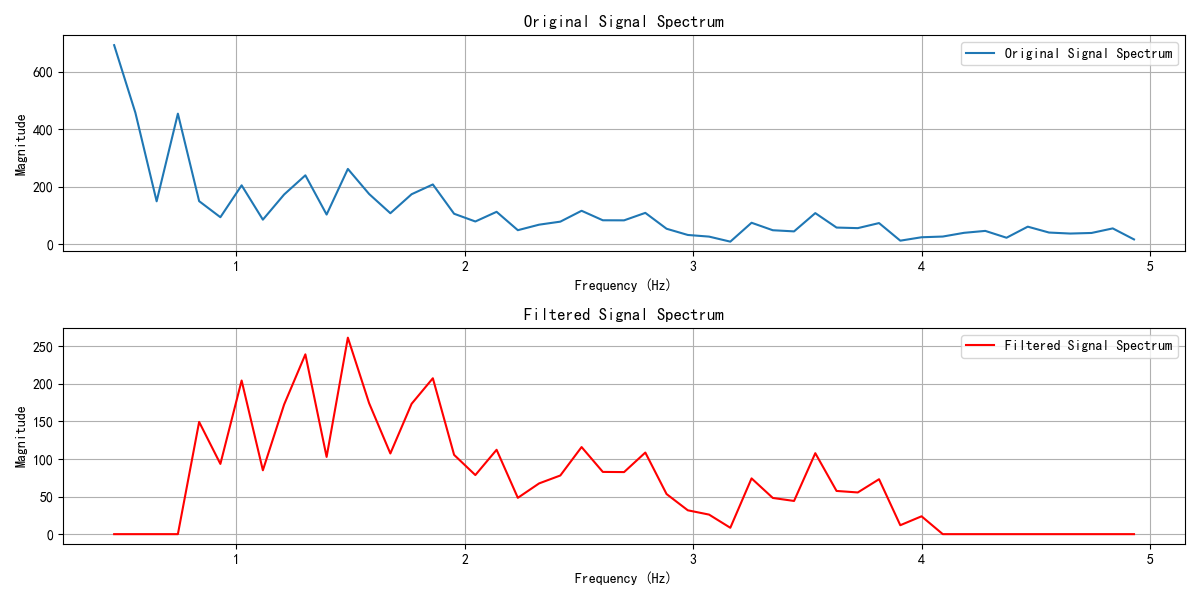 Original Signal Spectrum
Original Signal Spectrum
Magnitude
600
400
200
0
1 2 3 4 5
Frequency (Hz)
Filtered Signal Spectrum
Filtered Signal Spectrum
Magnitude
250
200
150
100
50
0
1 2 3 4 5
Frequency (Hz)